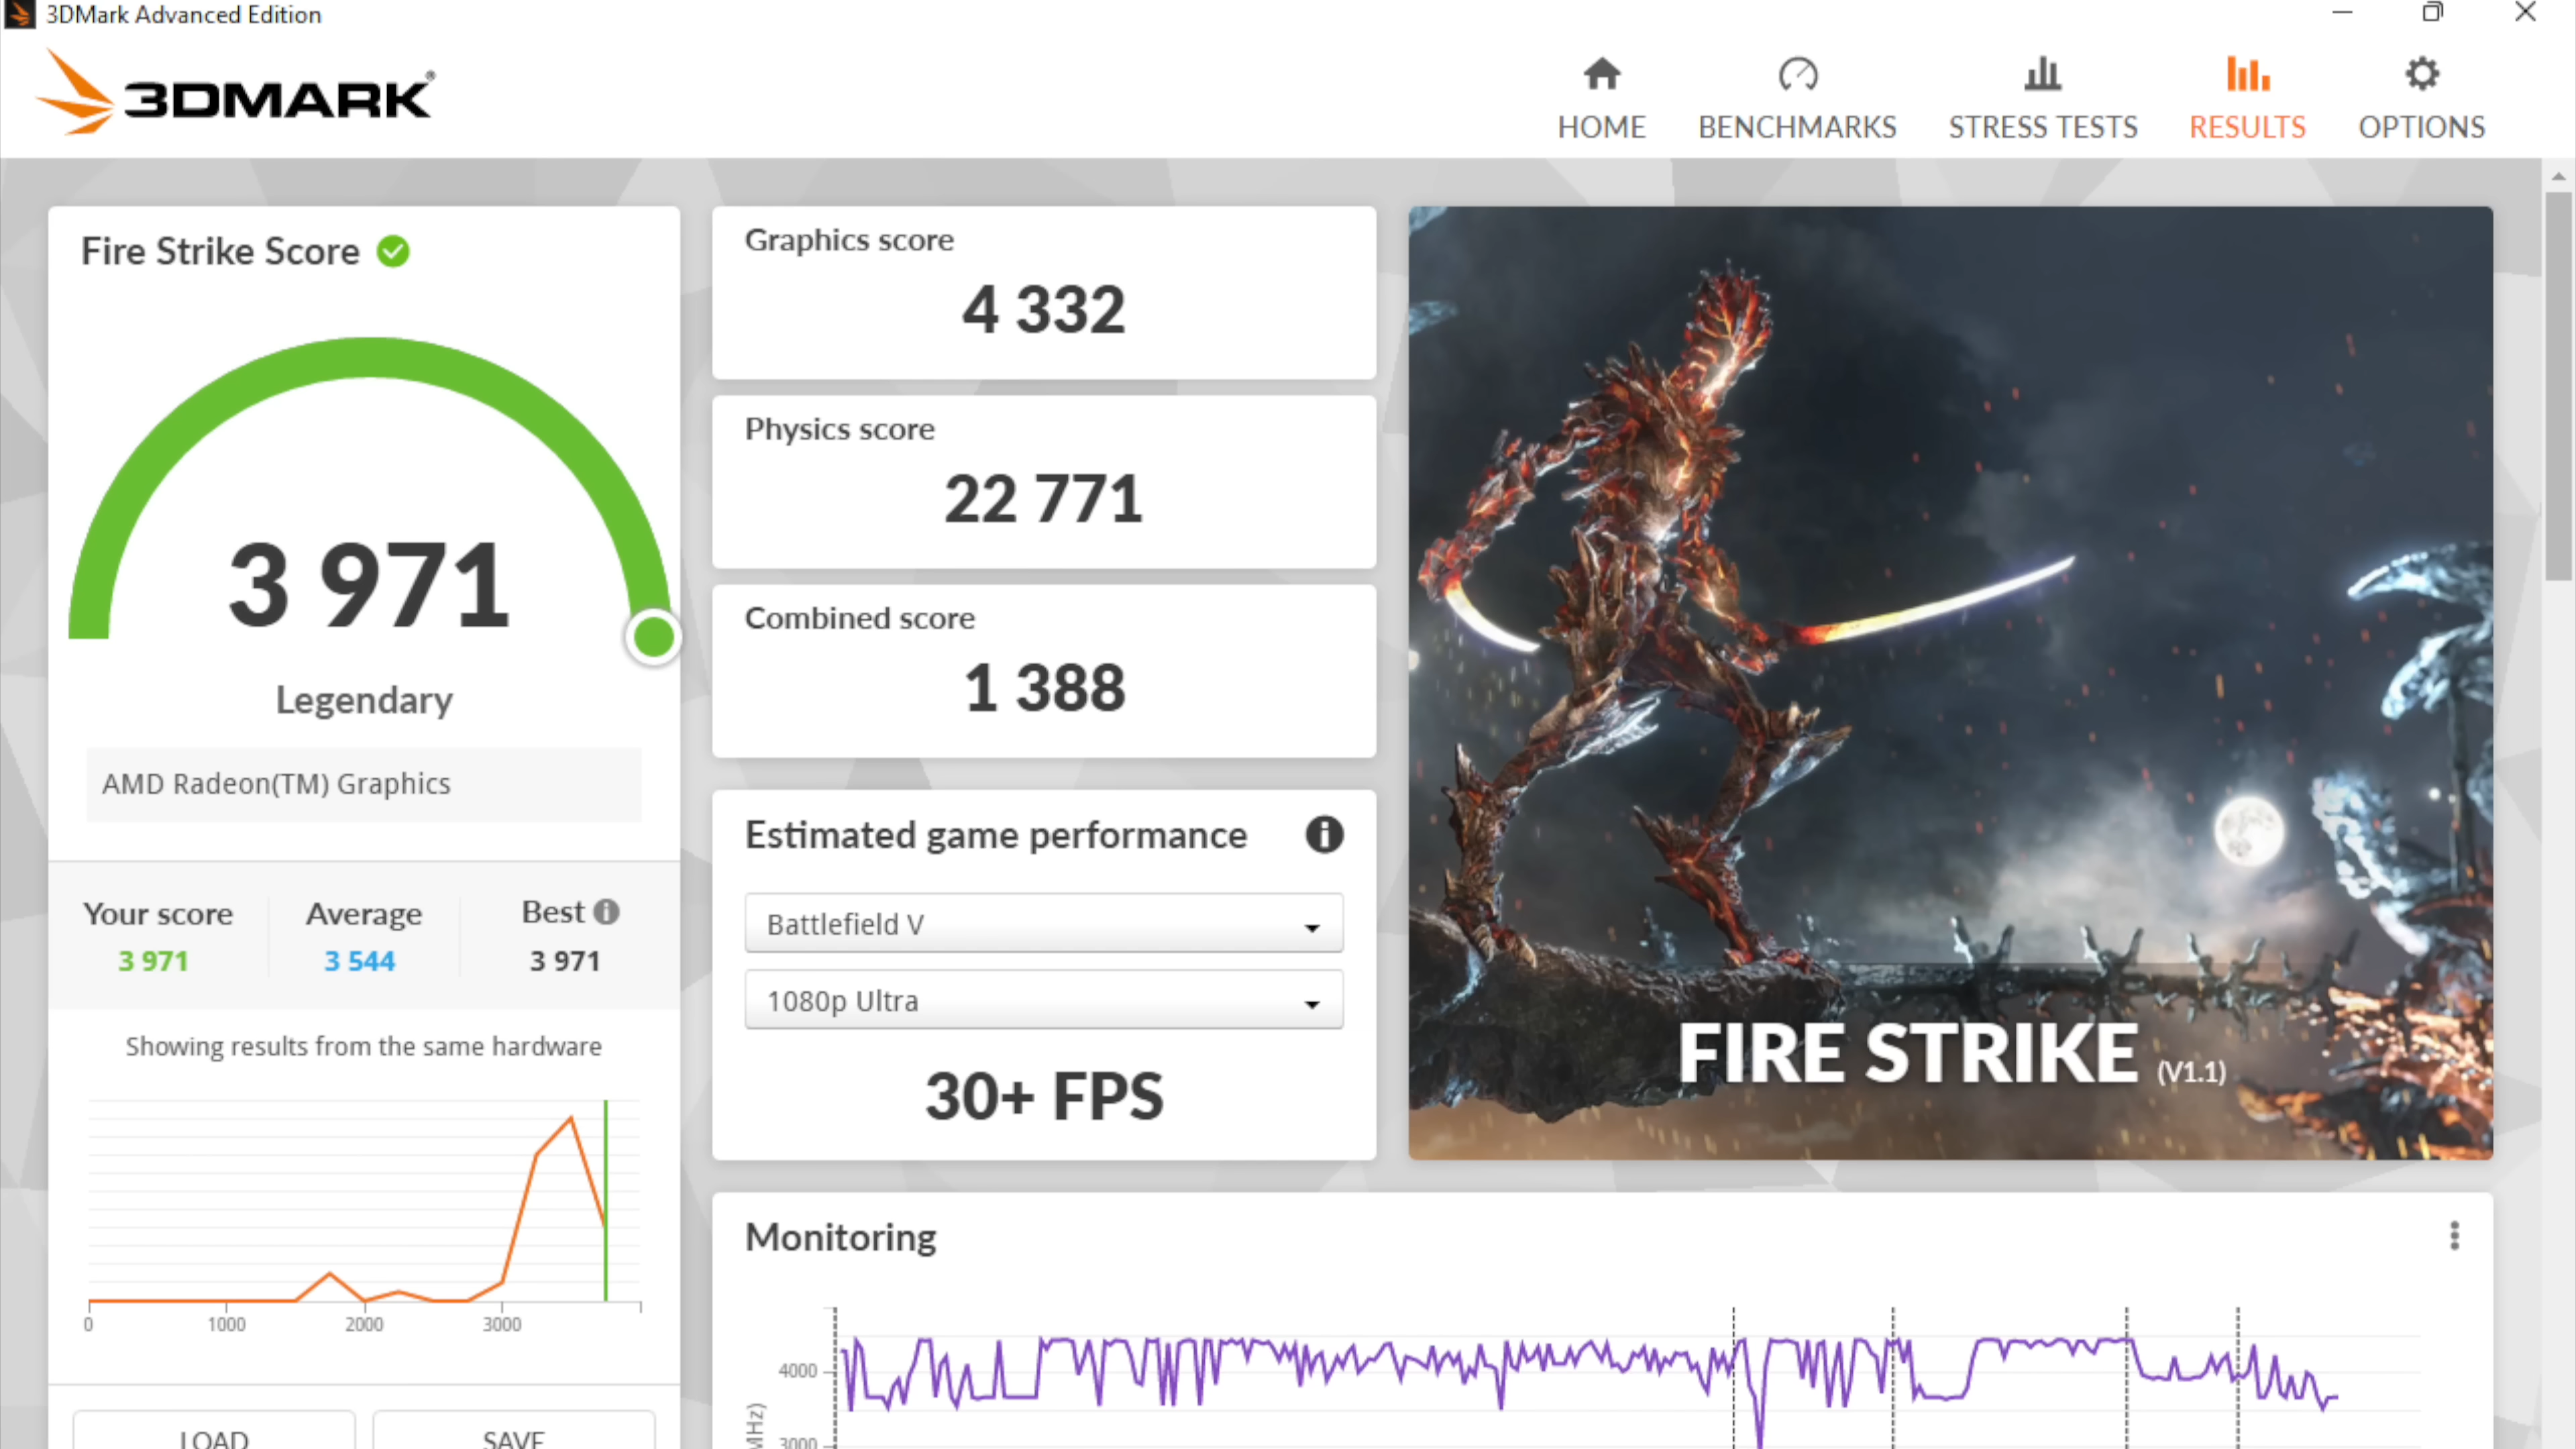 3DMark Advanced Edition
3DMARK®
HOME
BENCHMARKS
STRESS TESTS
RESULTS
OPTIONS
Fire Strike Score
3 971
Legendary
AMD Radeon(TM) Graphics
Your score
3 971
Average
3 544
Best
3 971
Showing results from the same hardware
0 1000 2000 3000
LOAD
SAVE
Graphics score
4 332
Physics score
22 771
Combined score
1 388
Estimated game performance
Battlefield V
1080p Ultra
30+ FPS
FIRE STRIKE (V1.1)
Monitoring
4000
3000
MHz)